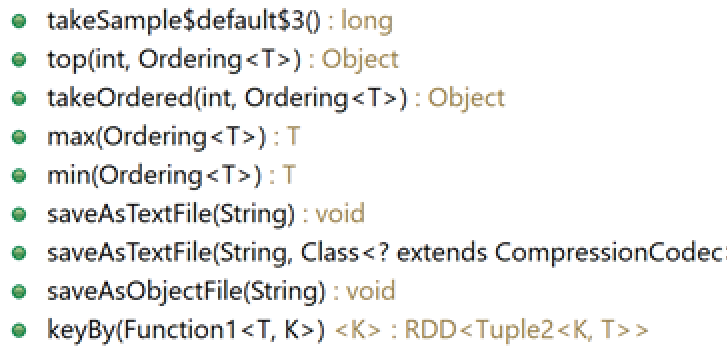 takeSample$default$3() : long
top(int, Ordering<T>) : Object
takeOrdered(int, Ordering<T>) : Object
max(Ordering<T>) : T
min(Ordering<T>) : T
saveAsTextFile(String) : void
saveAsTextFile(String, Class<? extends CompressionCodec>
saveAsObjectFile(String) : void
keyBy(Function1<T, K>) <K> : RDD<Tuple2<K, T>>